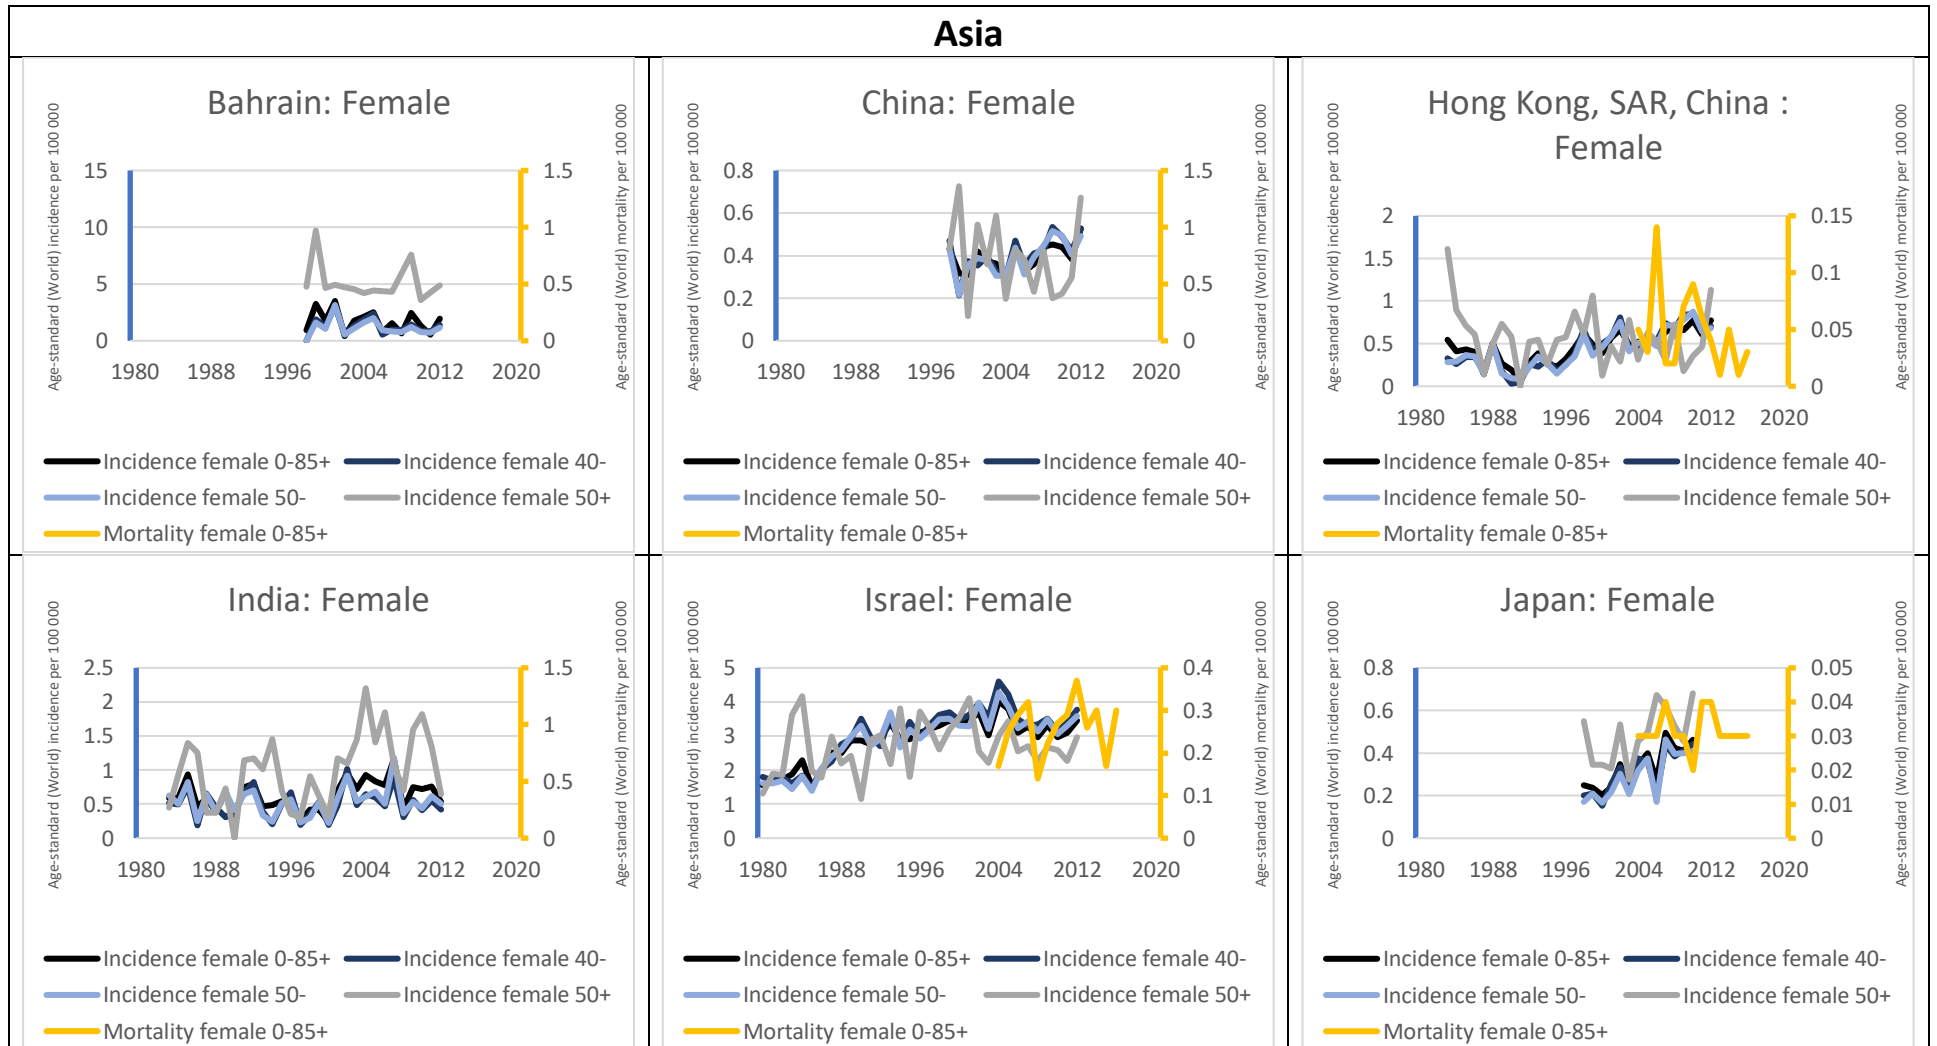 Asia
Bahrain: Female
Age-standard (World) incidence per 100 000
Age-standard (World) mortality per 100 000
15
10
5
0
1.5
1
0.5
0
1980 1988 1996 2004 2012 2020
Incidence female 0-85+ Incidence female 40-
Incidence female 50- Incidence female 50+
Mortality female 0-85+
China: Female
Age-standard (World) incidence per 100 000
Age-standard (World) mortality per 100 000
0.8
0.6
0.4
0.2
0
1.5
1
0.5
0
1980 1988 1996 2004 2012 2020
Incidence female 0-85+ Incidence female 40-
Incidence female 50- Incidence female 50+
Mortality female 0-85+
Hong Kong, SAR, China :
Female
Age-standard (World) incidence per 100 000
Age-standard (World) mortality per 100 000
2
1.5
1
0.5
0
0.15
0.1
0.05
0
1980 1988 1996 2004 2012 2020
Incidence female 0-85+ Incidence female 40-
Incidence female 50- Incidence female 50+
Mortality female 0-85+
India: Female
Age-standard (World) incidence per 100 000
Age-standard (World) mortality per 100 000
2.5
2
1.5
1
0.5
0
1.5
1
0.5
0
1980 1988 1996 2004 2012 2020
Incidence female 0-85+ Incidence female 40-
Incidence female 50- Incidence female 50+
Mortality female 0-85+
Israel: Female
Age-standard (World) incidence per 100 000
Age-standard (World) mortality per 100 000
5
4
3
2
1
0
0.4
0.3
0.2
0.1
0
1980 1988 1996 2004 2012 2020
Incidence female 0-85+ Incidence female 40-
Incidence female 50- Incidence female 50+
Mortality female 0-85+
Japan: Female
Age-standard (World) incidence per 100 000
Age-standard (World) mortality per 100 000
0.8
0.6
0.4
0.2
0
0.05
0.04
0.03
0.02
0.01
0
1980 1988 1996 2004 2012 2020
Incidence female 0-85+ Incidence female 40-
Incidence female 50- Incidence female 50+
Mortality female 0-85+